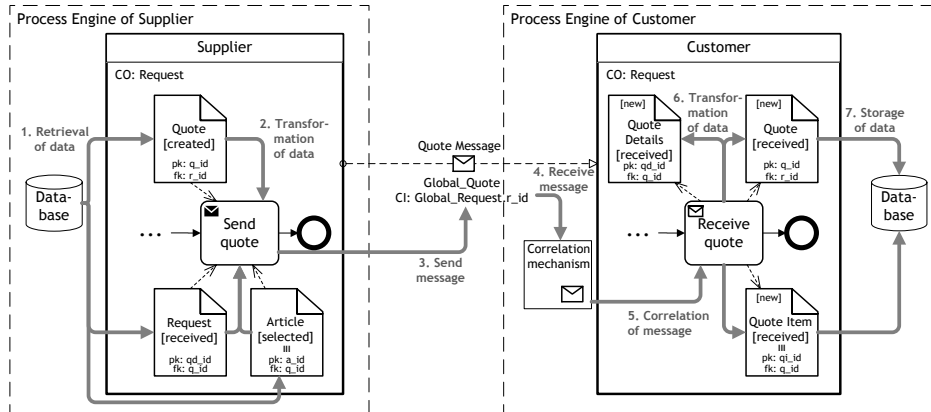 Process Engine of Supplier
Supplier
CO: Request
1. Retrieval
of data
Quote
[created]
pk: q_id
fk: r_id
2. Transfor-
mation
of data
Data-
base
...
Send
quote
3. Send
message
Request
[received]
pk: qd_id
fk: q_id
Article
[selected]
III
pk: a_id
fk: q_id
Quote Message
Global_Quote
CI: Global_Request.r_id
Process Engine of Customer
Customer
CO: Request
4. Receive
message
Correlation
mechanism
5. Correlation
of message
[new]
Quote
Details
[received]
pk: qd_id
fk: q_id
6. Transfor-
mation
of data
[new]
Quote
[received]
pk: q_id
fk: r_id
7. Storage
of data
...
Receive
quote
Data-
base
[new]
Quote Item
[received]
III
pk: qi_id
fk: q_id